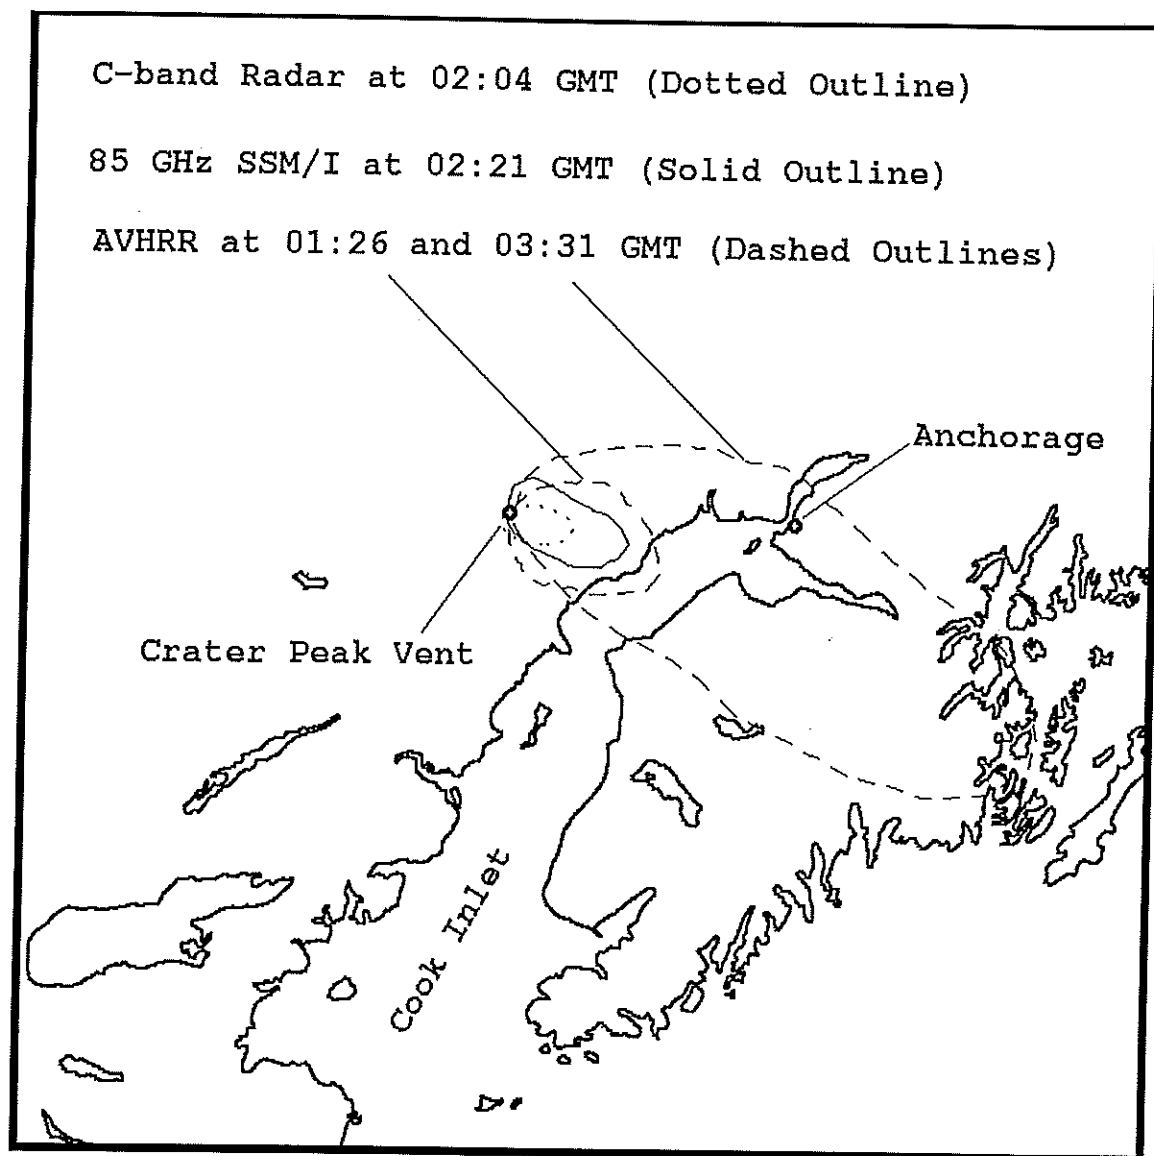 C-band Radar at 02:04 GMT (Dotted Outline)
85 GHz SSM/I at 02:21 GMT (Solid Outline)
AVHRR at 01:26 and 03:31 GMT (Dashed Outlines)
Anchorage
Crater Peak Vent
Cook Inlet